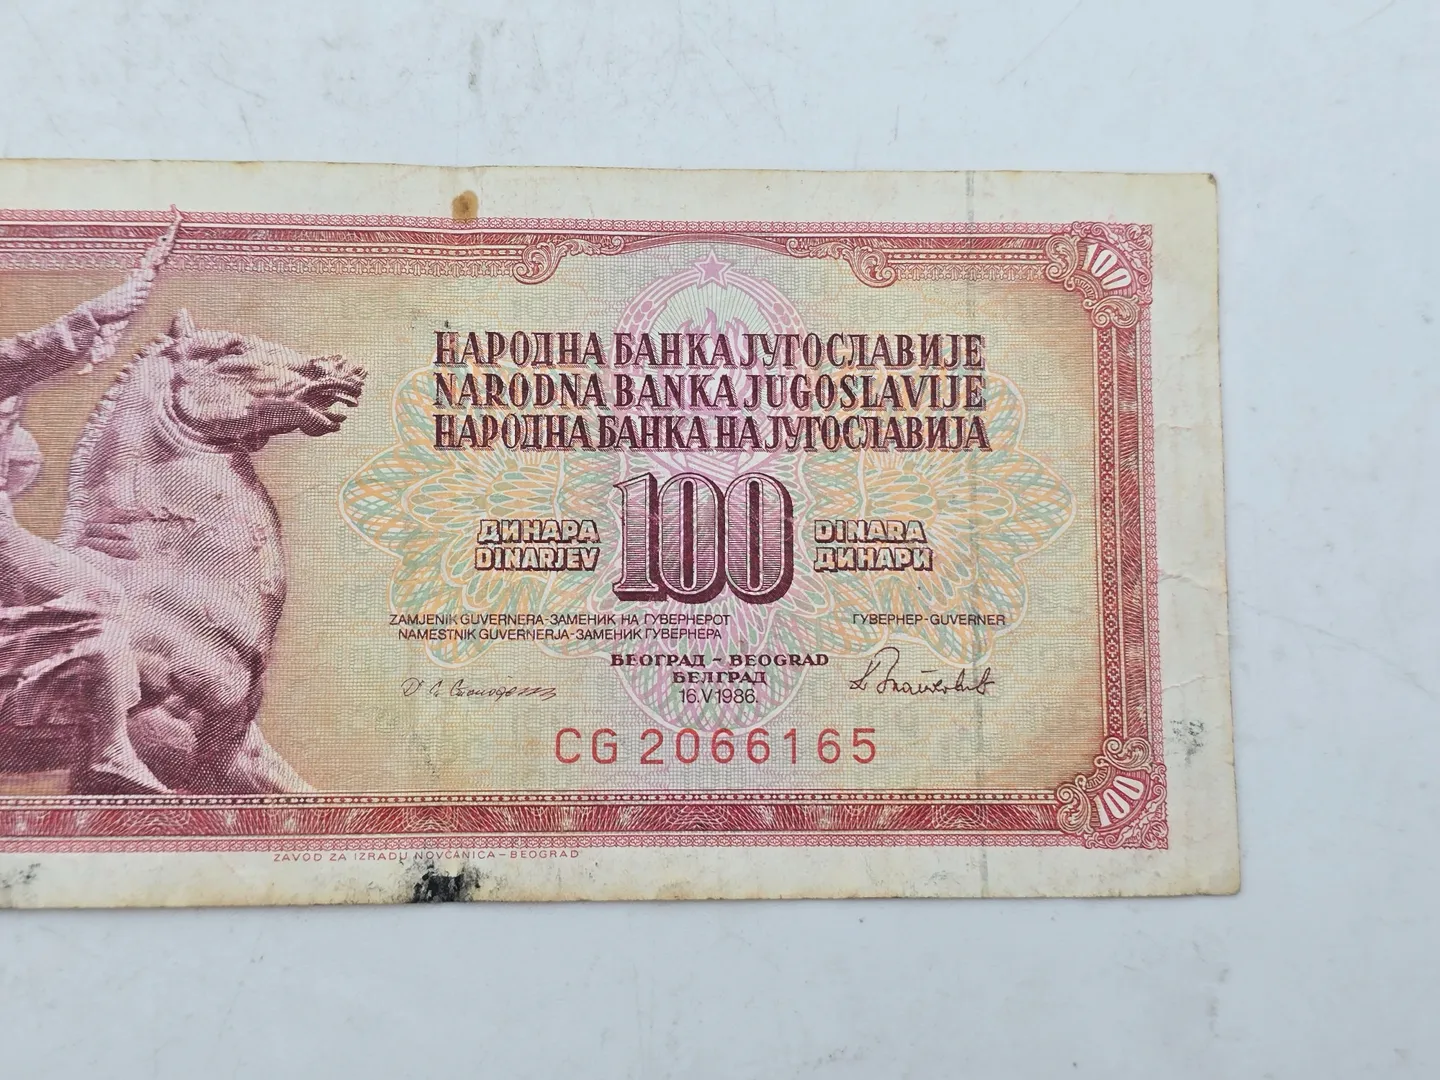 100
НАРОДНА БАНКА ЈУГОСЛАВИЈЕ
NARODNA BANKA JUGOSLAVIJE
НАРОДНА БАНКА НА ЈУГОСЛАВИЈА
ДИНАРА 100 DINARA
DINARJEV ДИНАРИ
ZAMJENIK GUVERNERA-ЗАМЕНИК НА ГУВЕРНЕРОТ ГУВЕРНЕР-GUVERNER
NAMESTNIK GUVERNERJA-ЗАМЕНИК ГУВЕРНЕРА
БЕОГРАД - BEOGRAD
БЕЛГРАД
16.V 1986.
CG 2066165
100
ZAVOD ZA IZRADU NOVČANICA - BEOGRAD